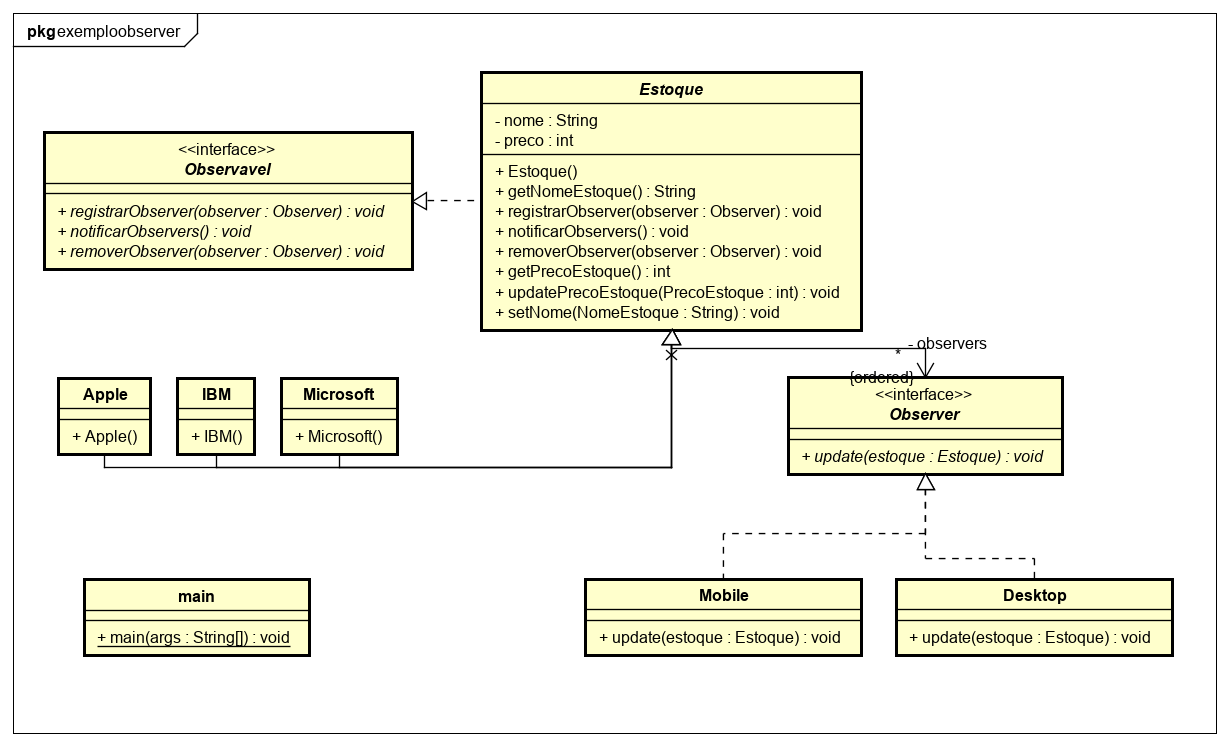 pkg exemploobserver
Estoque
- nome : String
- preco : int
+ Estoque()
+ getNomeEstoque() : String
+ registrarObserver(observer : Observer) : void
+ notificarObservers() : void
+ removerObserver(observer : Observer) : void
+ getPrecoEstoque() : int
+ updatePrecoEstoque(PrecoEstoque : int) : void
+ setNome(NomeEstoque : String) : void
<<interface>>
Observavel
+ registrarObserver(observer : Observer) : void
+ notificarObservers() : void
+ removerObserver(observer : Observer) : void
- observers
*
{ordered}
Apple
+ Apple()
IBM
+ IBM()
Microsoft
+ Microsoft()
<<interface>>
Observer
+ update(estoque : Estoque) : void
main
+ main(args : String[]) : void
Mobile
+ update(estoque : Estoque) : void
Desktop
+ update(estoque : Estoque) : void